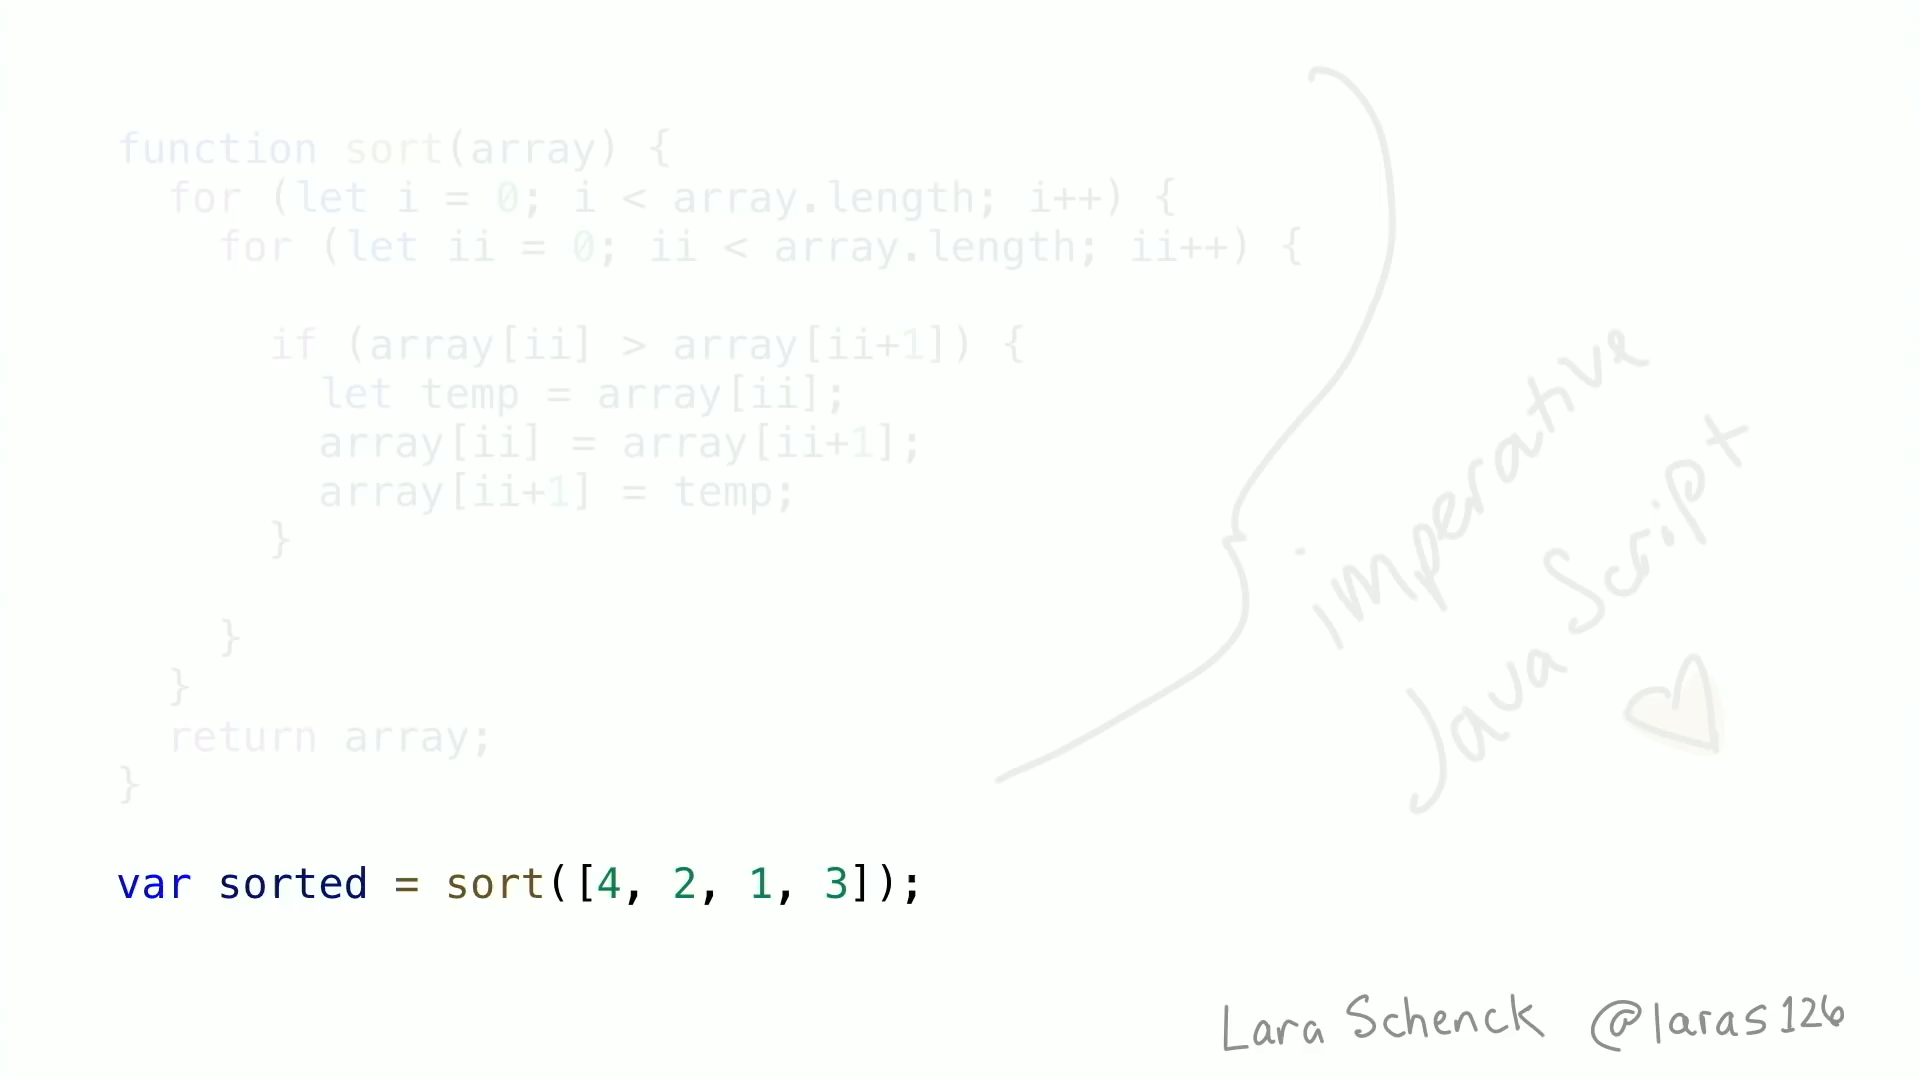 function sort(array) {
for (let i = 0; i < array.length; i++) {
for (let ii = 0; ii < array.length; ii++) {
if (array[ii] > array[ii+1]) {
let temp = array[ii];
array[ii] = array[ii+1];
array[ii+1] = temp;
}
}
}
return array;
}
imperative
JavaScript
var sorted = sort([4, 2, 1, 3]);
Lara Schenck @laras126